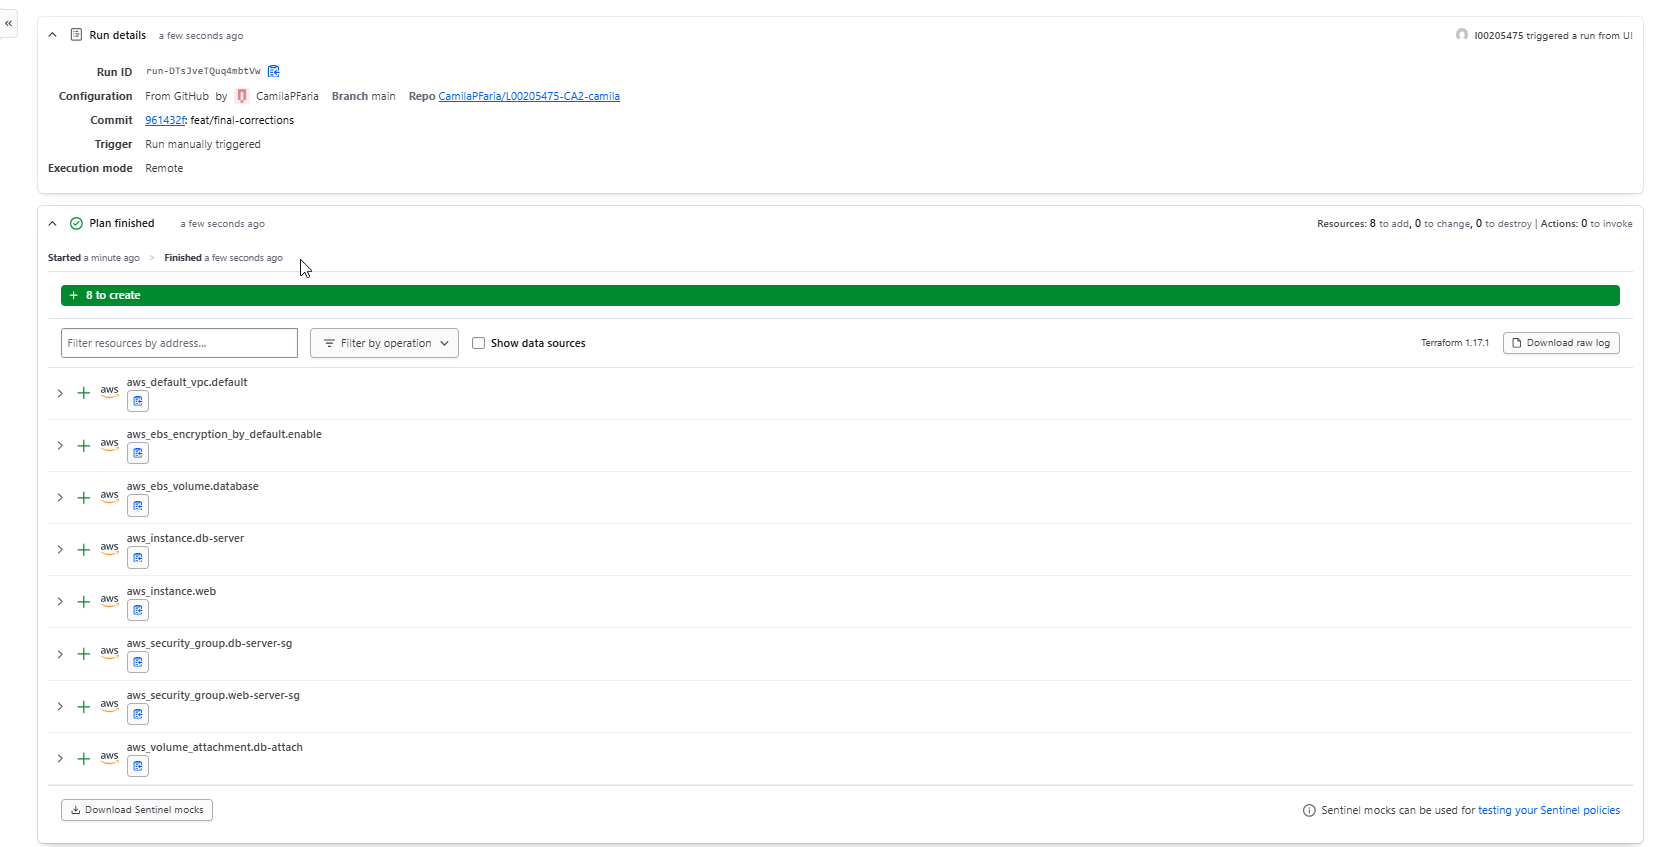 «
Run details a few seconds ago
l00205475 triggered a run from UI
Run ID run-DTsJveTQuq4mbtVw
Configuration From GitHub by CamilaPFaria Branch main Repo CamilaPFaria/L00205475-CA2-camila
Commit 961432f: feat/final-corrections
Trigger Run manually triggered
Execution mode Remote
Plan finished a few seconds ago
Resources: 8 to add, 0 to change, 0 to destroy | Actions: 0 to invoke
Started a minute ago > Finished a few seconds ago
+ 8 to create
Filter resources by address... Filter by operation Show data sources
Terraform 1.17.1 Download raw log
aws aws_default_vpc.default
aws aws_ebs_encryption_by_default.enable
aws aws_ebs_volume.database
aws aws_instance.db-server
aws aws_instance.web
aws aws_security_group.db-server-sg
aws aws_security_group.web-server-sg
aws aws_volume_attachment.db-attach
Download Sentinel mocks
Sentinel mocks can be used for testing your Sentinel policies